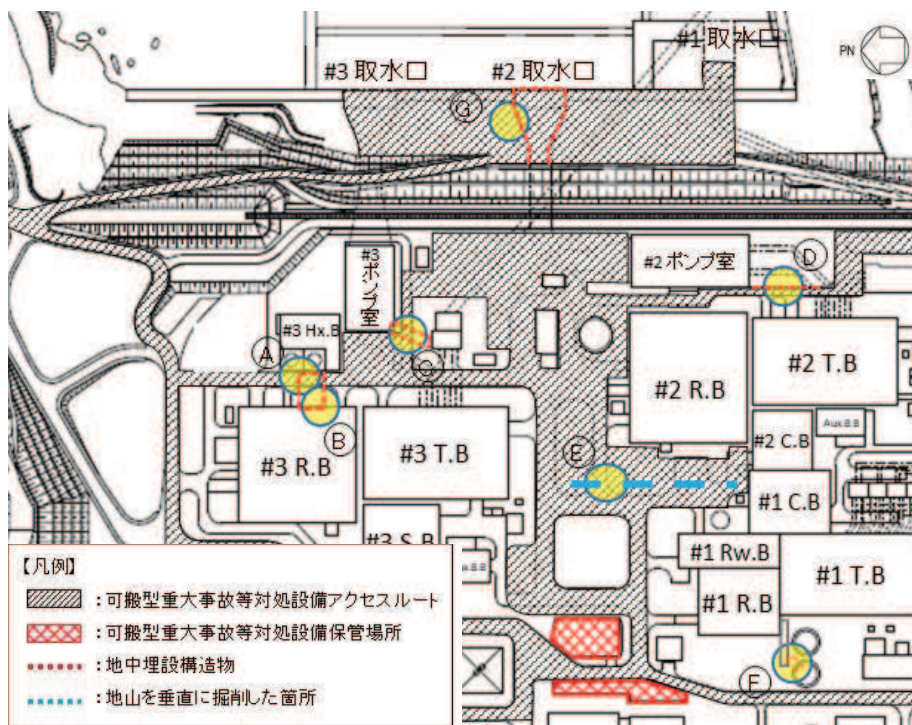 #1 取水口
PN
#3 取水口
#2 取水口
G
#3 ポンプ室
#2 ポンプ室
D
#3 Hx.B
A
C
B
#2 R.B
#2 T.B
#3 R.B
#3 T.B
E
#2 C.B
Aux.B.B
#1 C.B
#3 S.B
#1 Rw.B
#1 R.B
#1 T.B
F
【凡例】
：可搬型重大事故等対処設備アクセスルート
：可搬型重大事故等対処設備保管場所
：地中埋設構造物
：地山を垂直に掘削した箇所